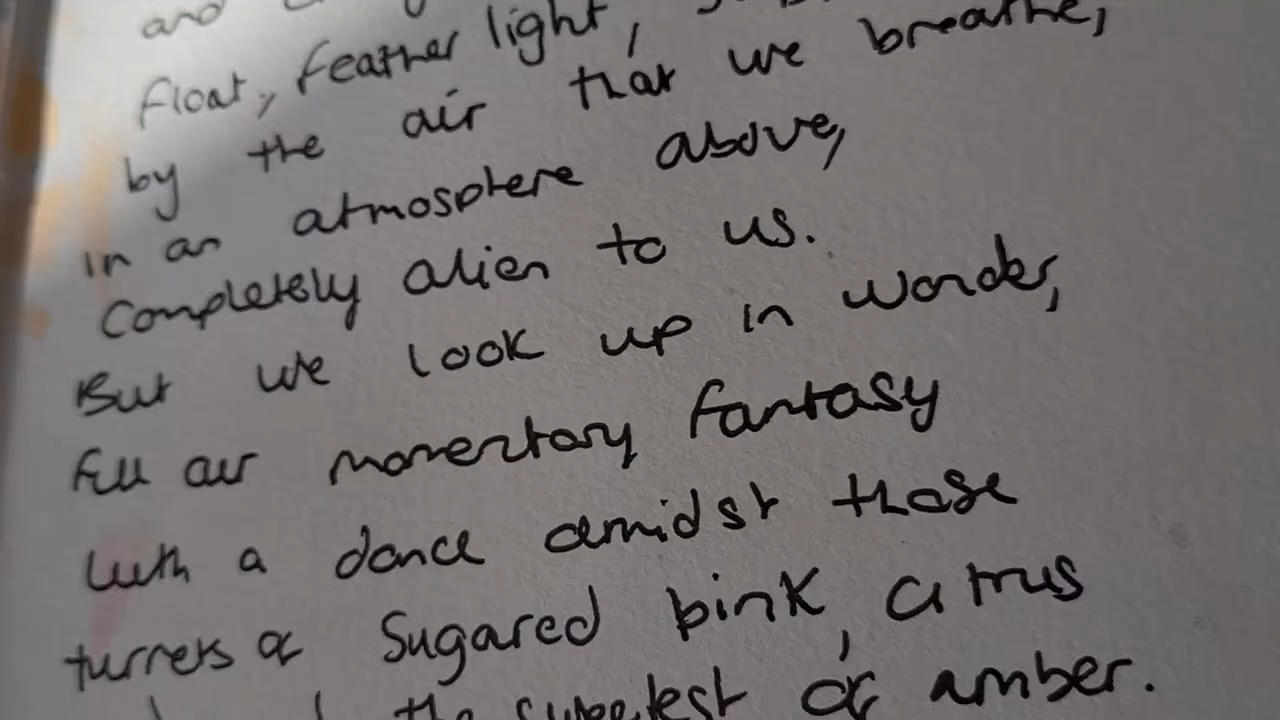 and
float, feather light,
by the air that we breathe,
in an atmosphere above,
Completely alien to us.
But we look up in wonder,
Fill our momentary fantasy
With a dance amidst those
turrets of Sugared pink, citrus
the sweetest of amber.